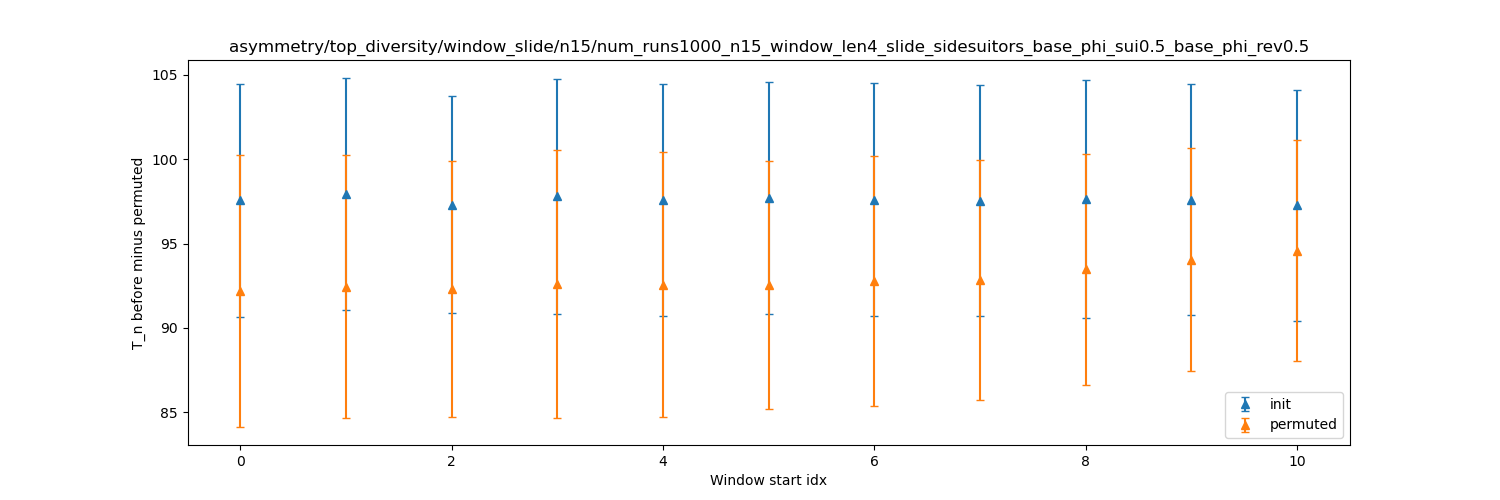 asymmetry/top_diversity/window_slide/n15/num_runs1000_n15_window_len4_slide_sidesuitors_base_phi_sui0.5_base_phi_rev0.5
T_n before minus permuted
105
100
95
90
85
init
permuted
0
2
4
6
8
10
Window start idx